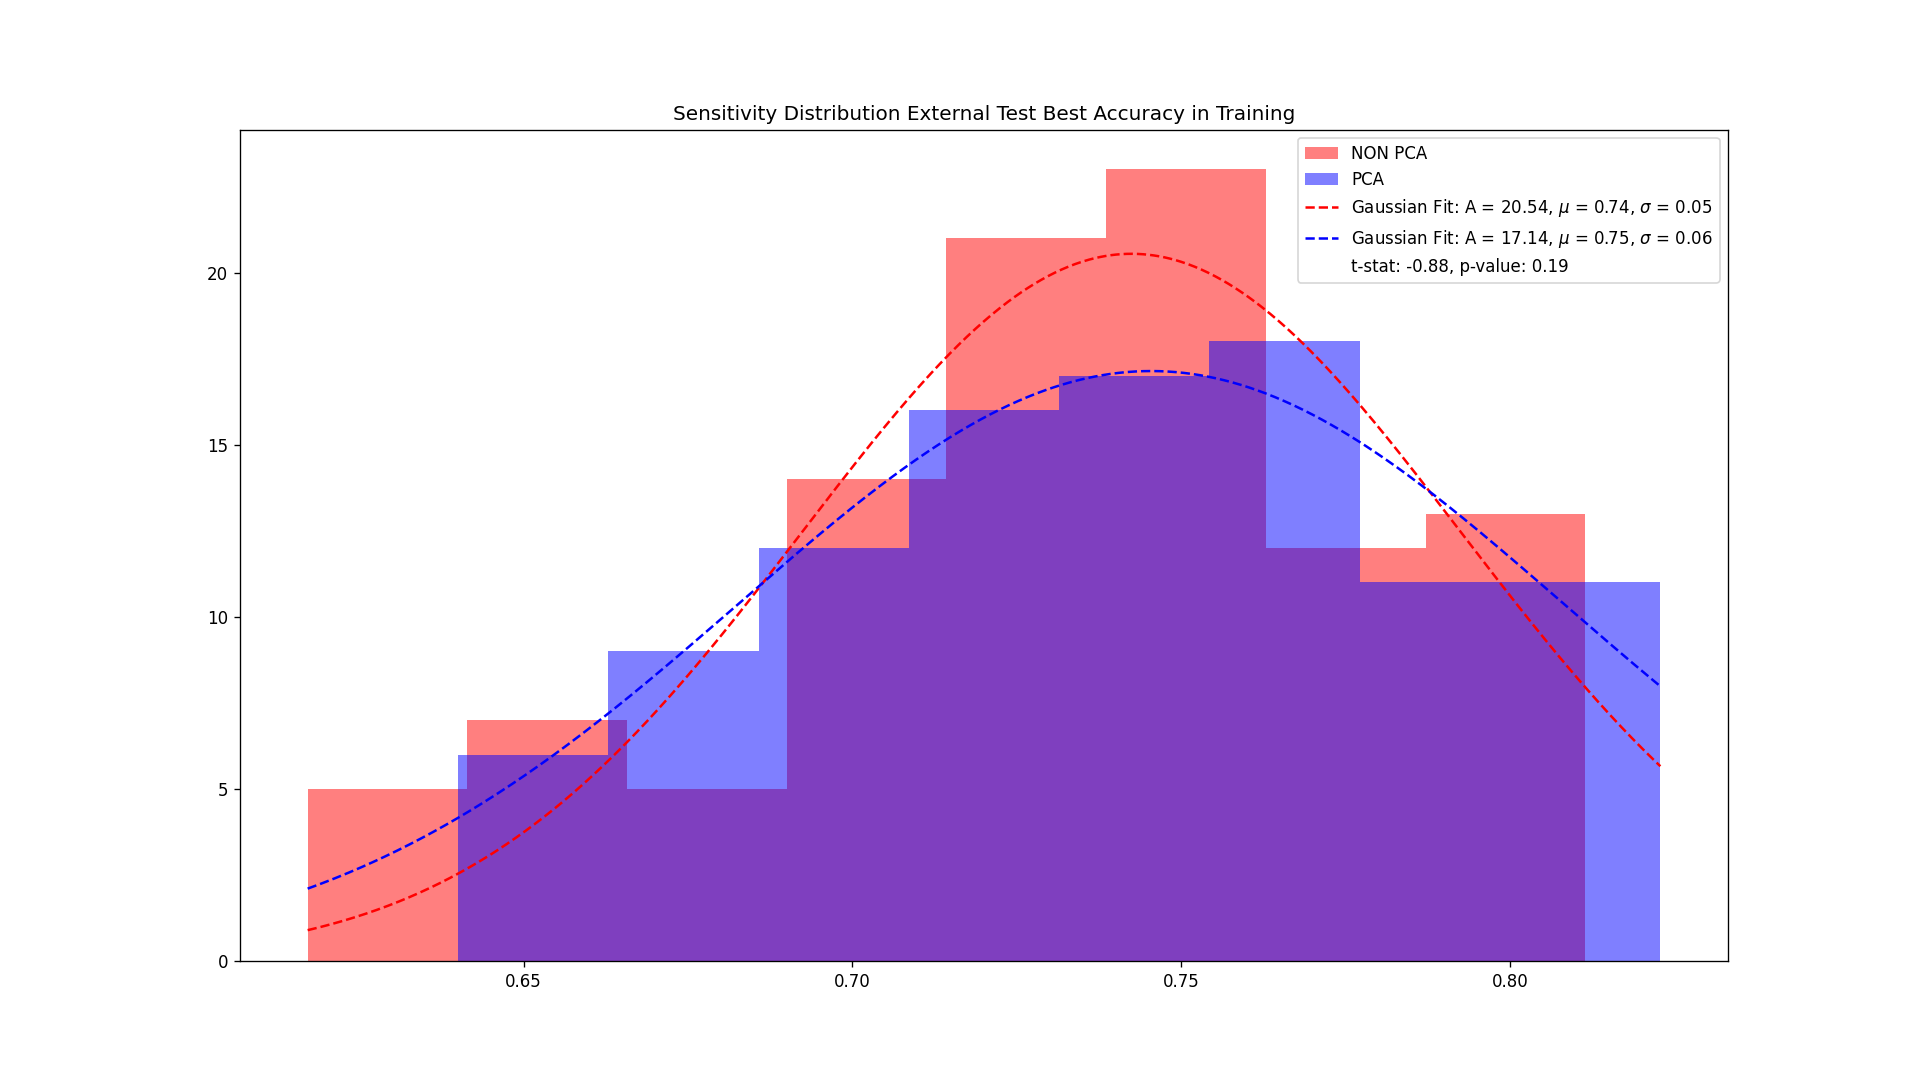 Sensitivity Distribution External Test Best Accuracy in Training
NON PCA
PCA
Gaussian Fit: A = 20.54, μ = 0.74, σ = 0.05
Gaussian Fit: A = 17.14, μ = 0.75, σ = 0.06
t-stat: -0.88, p-value: 0.19
20
15
10
5
0
0.65 0.70 0.75 0.80